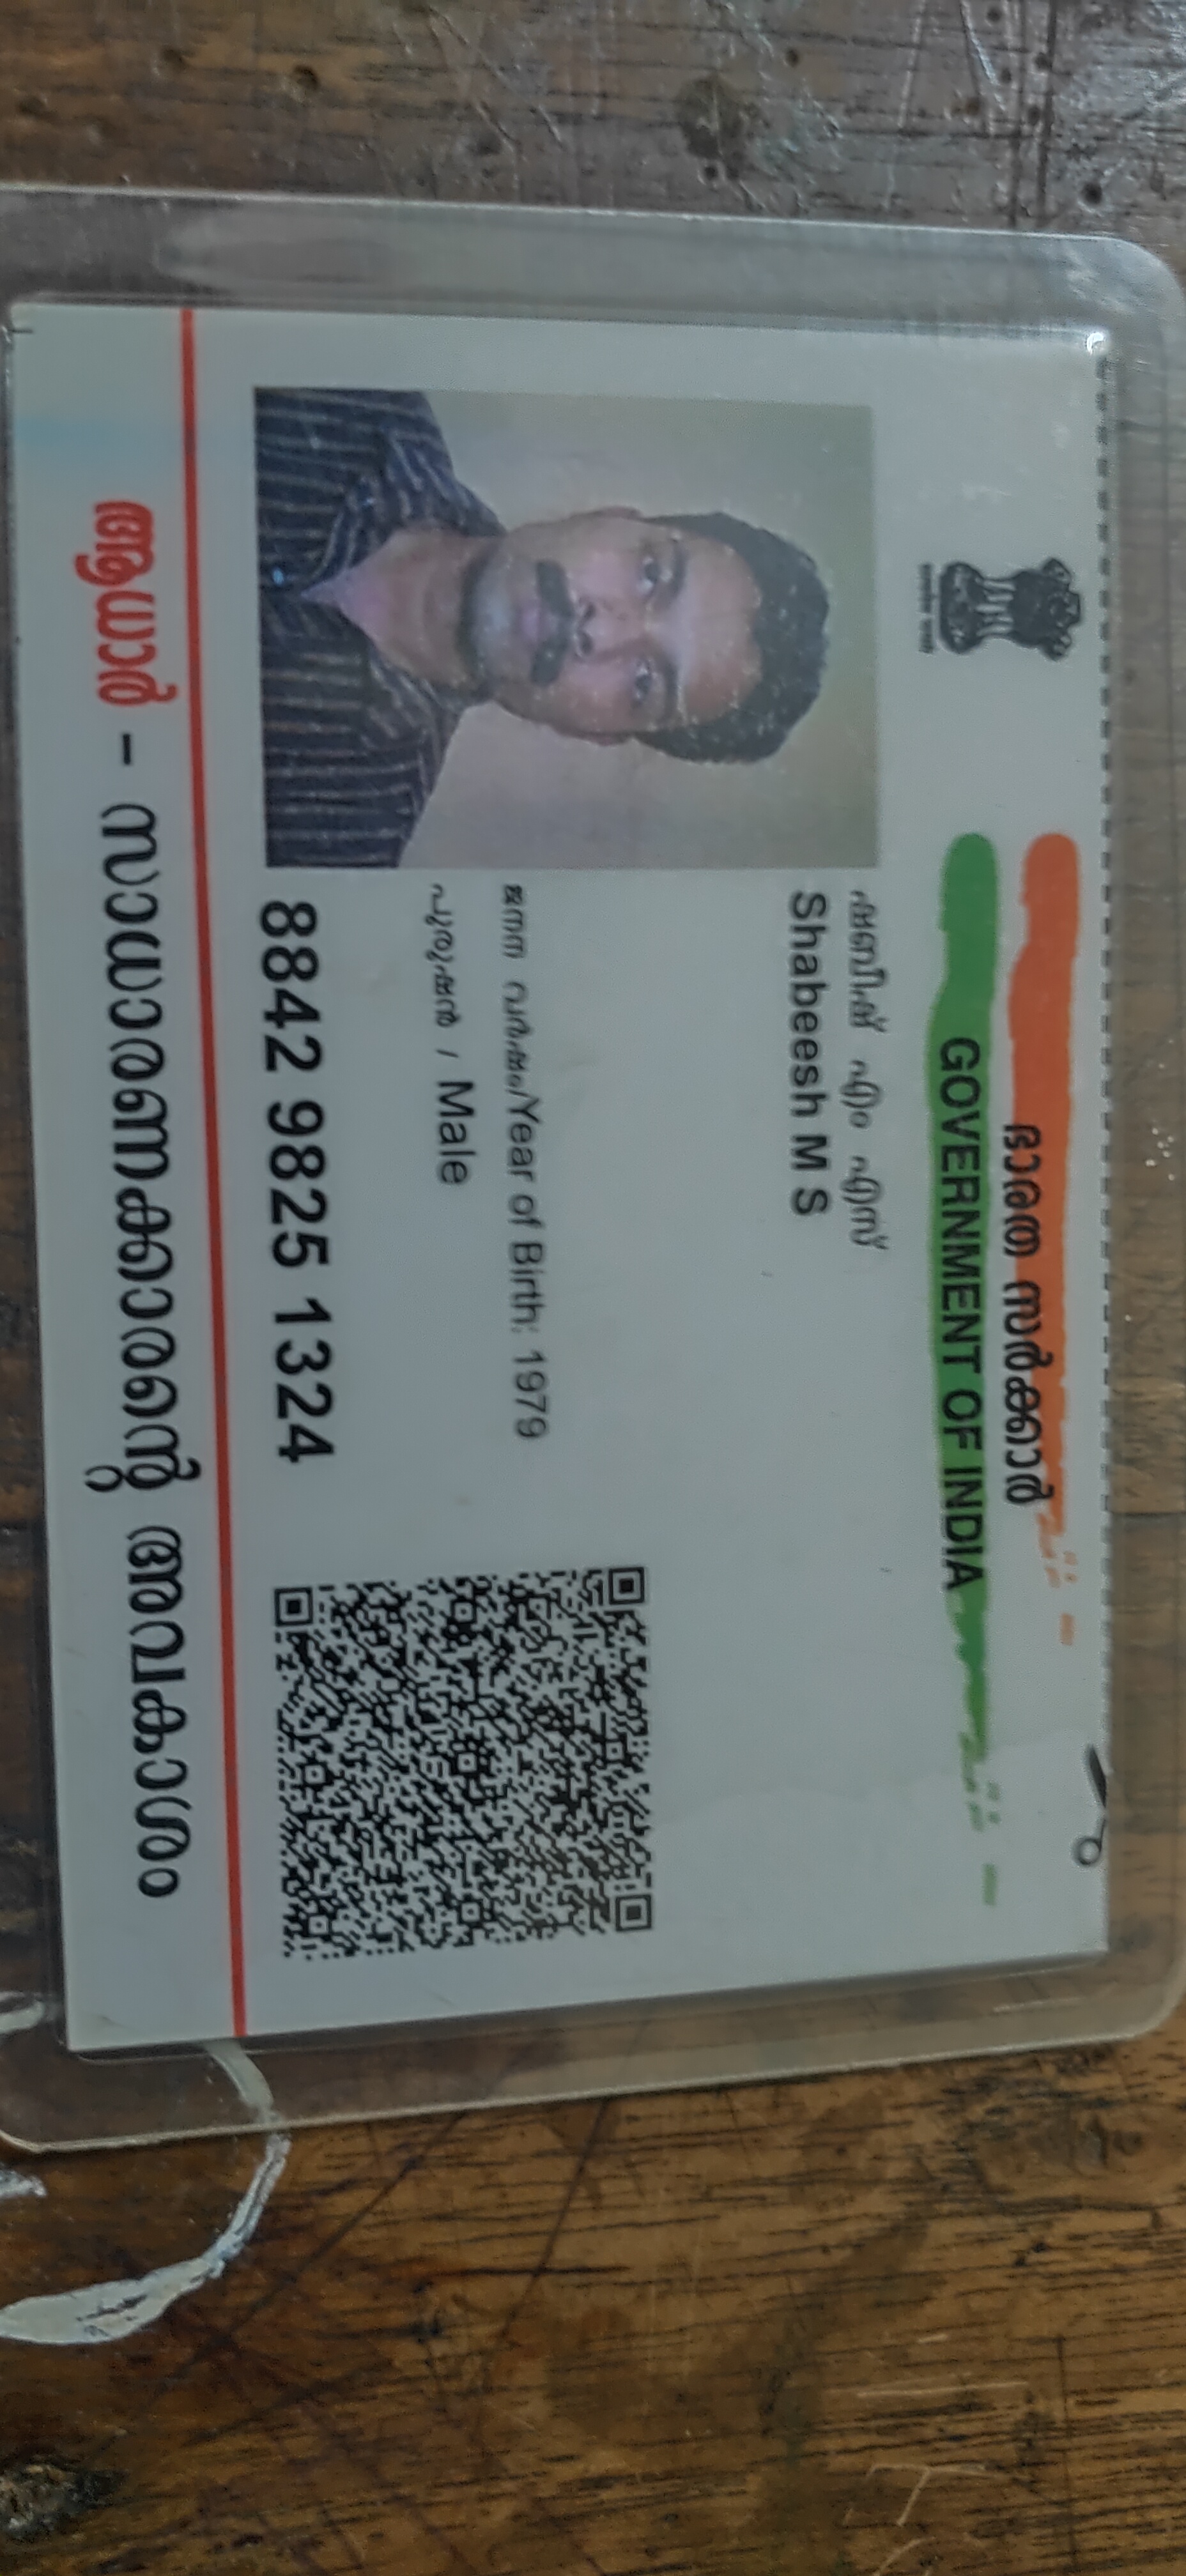 ഭാരത സർക്കാർ
GOVERNMENT OF INDIA
ഷബീഷ് എം എസ്
Shabeesh M S
ജനന വർഷം/Year of Birth: 1979
പുരുഷൻ / Male
8842 9825 1324
ആധാർ - സാധാരണക്കാരന്റെ അവകാശം